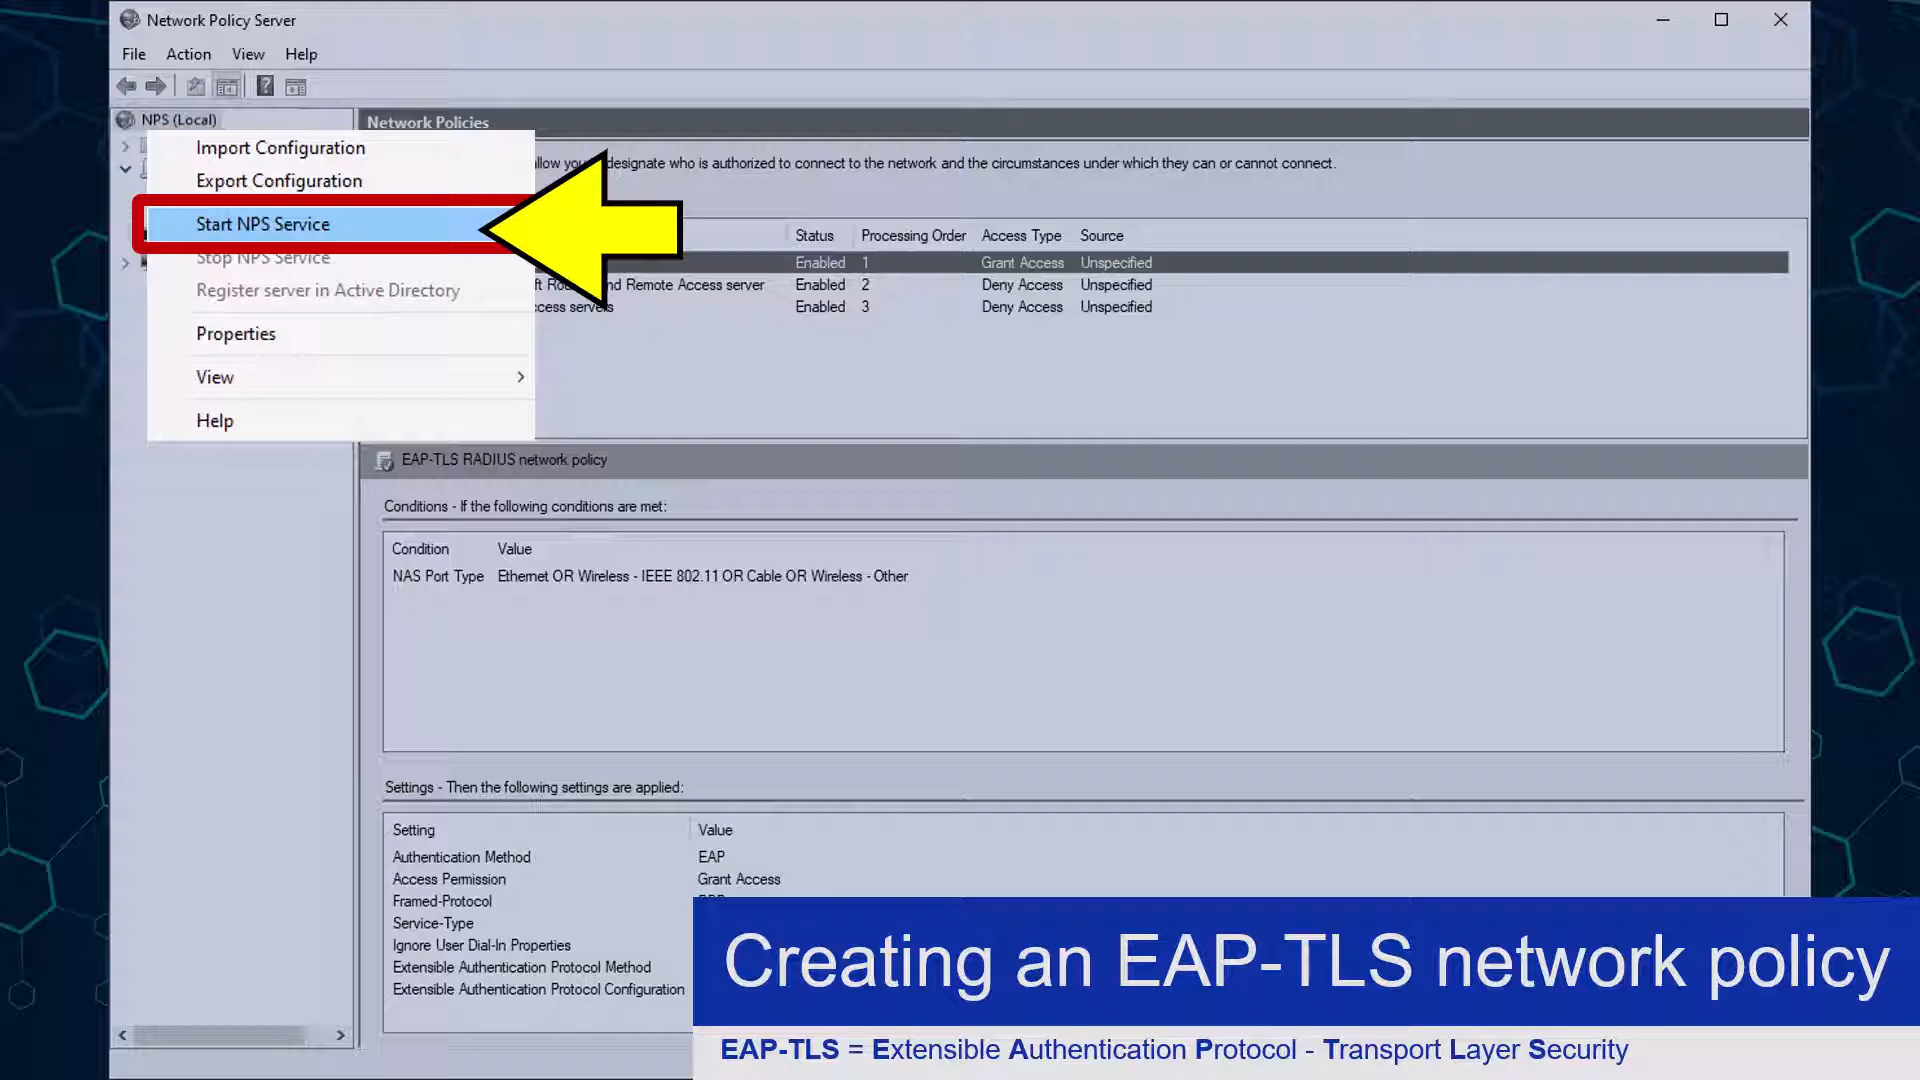 Network Policy Server
File Action View Help
NPS (Local)
Network Policies
Import Configuration
Export Configuration
Start NPS Service
Stop NPS Service
Register server in Active Directory
Properties
View
Help
designate who is authorized to connect to the network and the circumstances under which they can or cannot connect.
Status Processing Order Access Type Source
Enabled 1 Grant Access Unspecified
and Remote Access server Enabled 2 Deny Access Unspecified
servers Enabled 3 Deny Access Unspecified
EAP-TLS RADIUS network policy
Conditions - If the following conditions are met:
Condition Value
NAS Port Type Ethernet OR Wireless - IEEE 802.11 OR Cable OR Wireless - Other
Settings - Then the following settings are applied:
Setting Value
Authentication Method EAP
Access Permission Grant Access
Framed-Protocol
Service-Type
Ignore User Dial-In Properties
Extensible Authentication Protocol Method
Extensible Authentication Protocol Configuration
Creating an EAP-TLS network policy
EAP-TLS = Extensible Authentication Protocol - Transport Layer Security